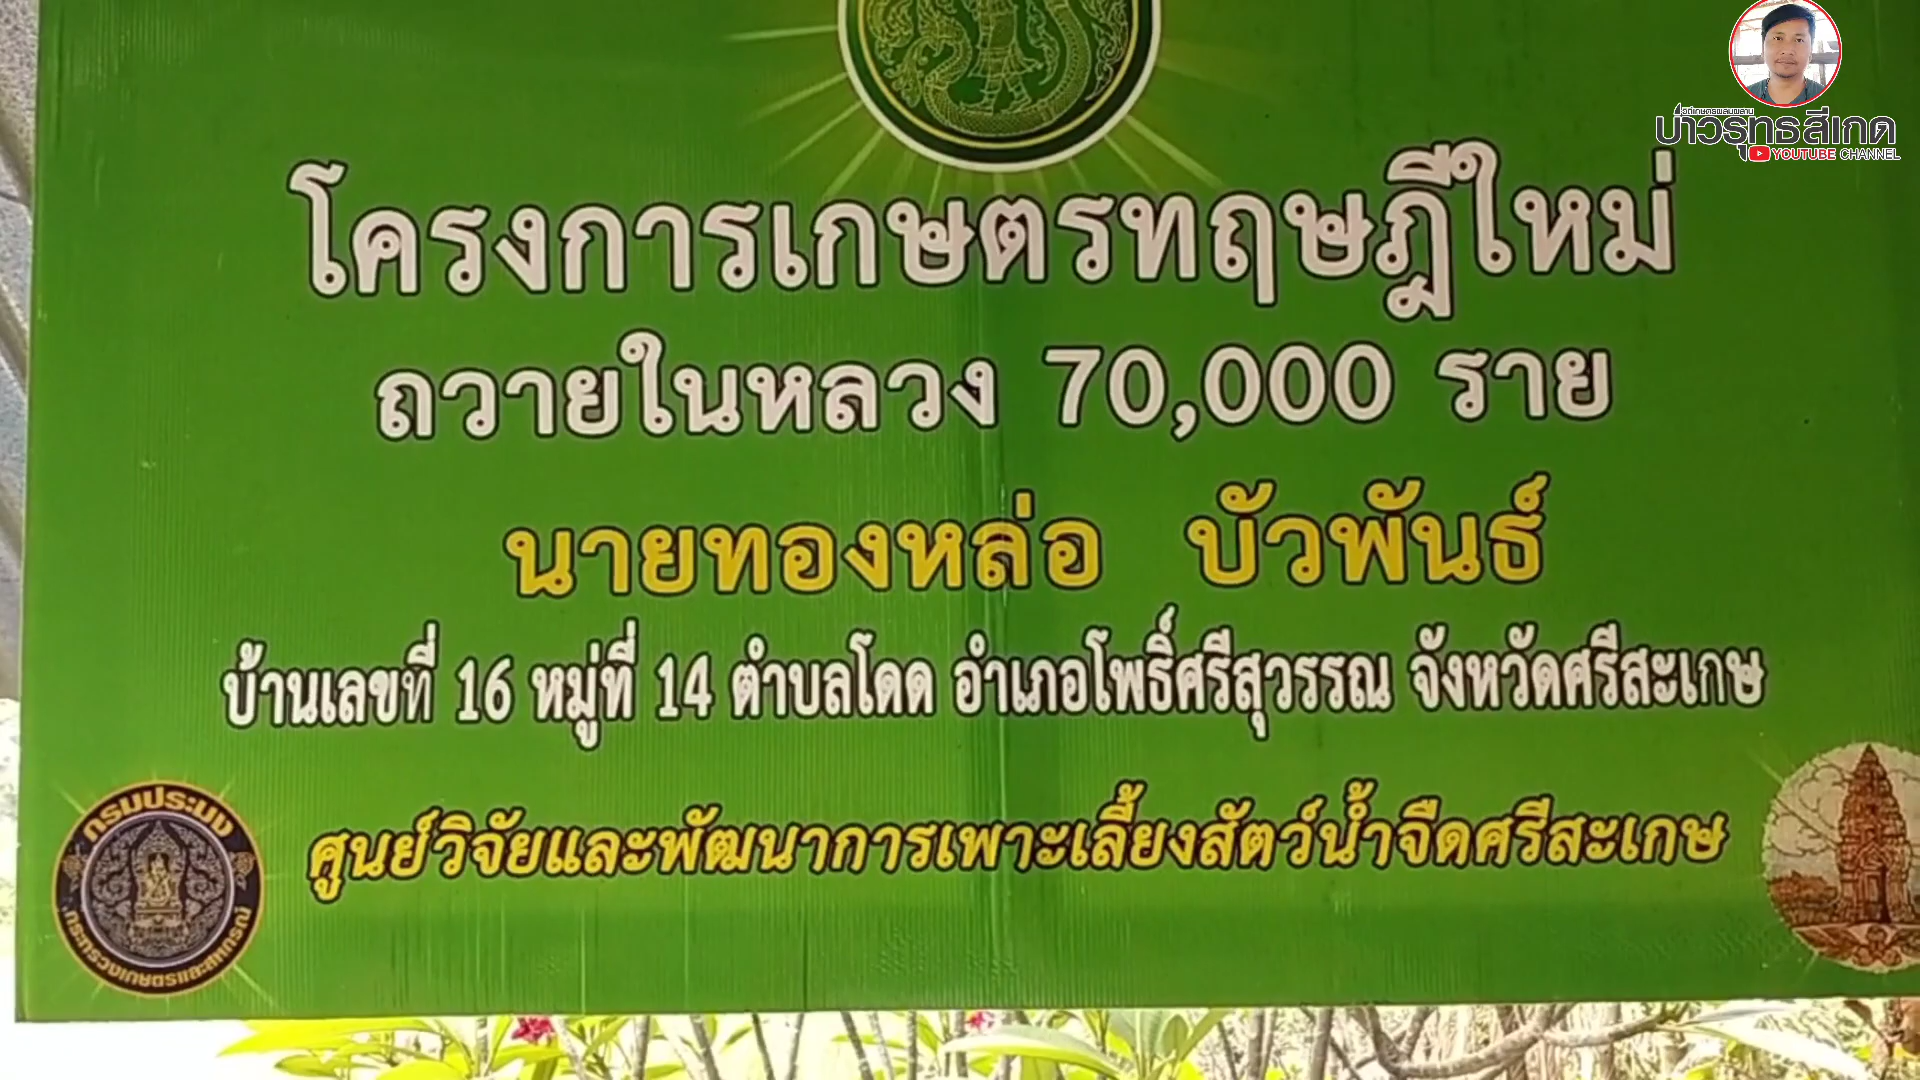 บ่าวรุทธสีเกด
YOUTUBE CHANNEL
โครงการเกษตรทฤษฎีใหม่
ถวายในหลวง 70,000 ราย
นายทองหล่อ บัวพันธ์
บ้านเลขที่ 16 หมู่ที่ 14 ตำบลโดด อำเภอโพธิ์ศรีสุวรรณ จังหวัดศรีสะเกษ
ศูนย์วิจัยและพัฒนาการเพาะเลี้ยงสัตว์น้ำจืดศรีสะเกษ
กรมประมง
กระทรวงเกษตรและสหกรณ์